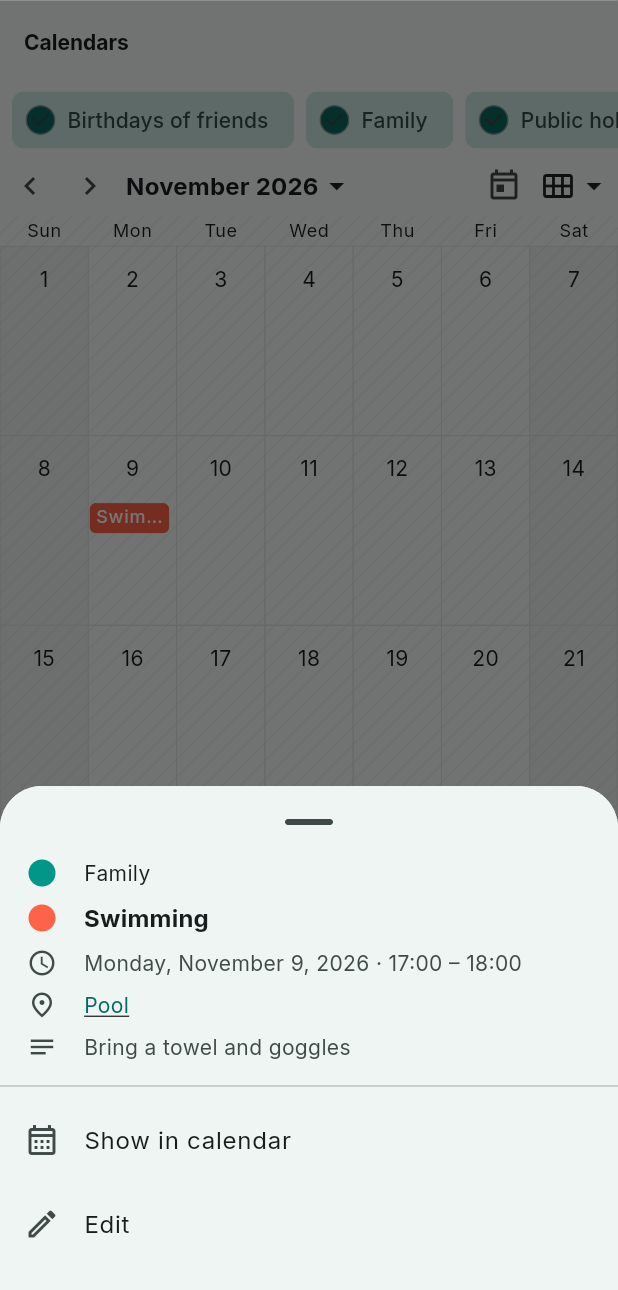 Calendars
Birthdays of friends Family Public hol
November 2026
Sun Mon Tue Wed Thu Fri Sat
1 2 3 4 5 6 7
8 9 10 11 12 13 14
Swim...
15 16 17 18 19 20 21
Family
Swimming
Monday, November 9, 2026 · 17:00 – 18:00
Pool
Bring a towel and goggles
Show in calendar
Edit